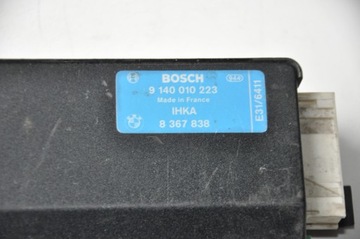 BOSCH
9 140 010 223
Made in France
IHKA
8 367 838
E31/6411